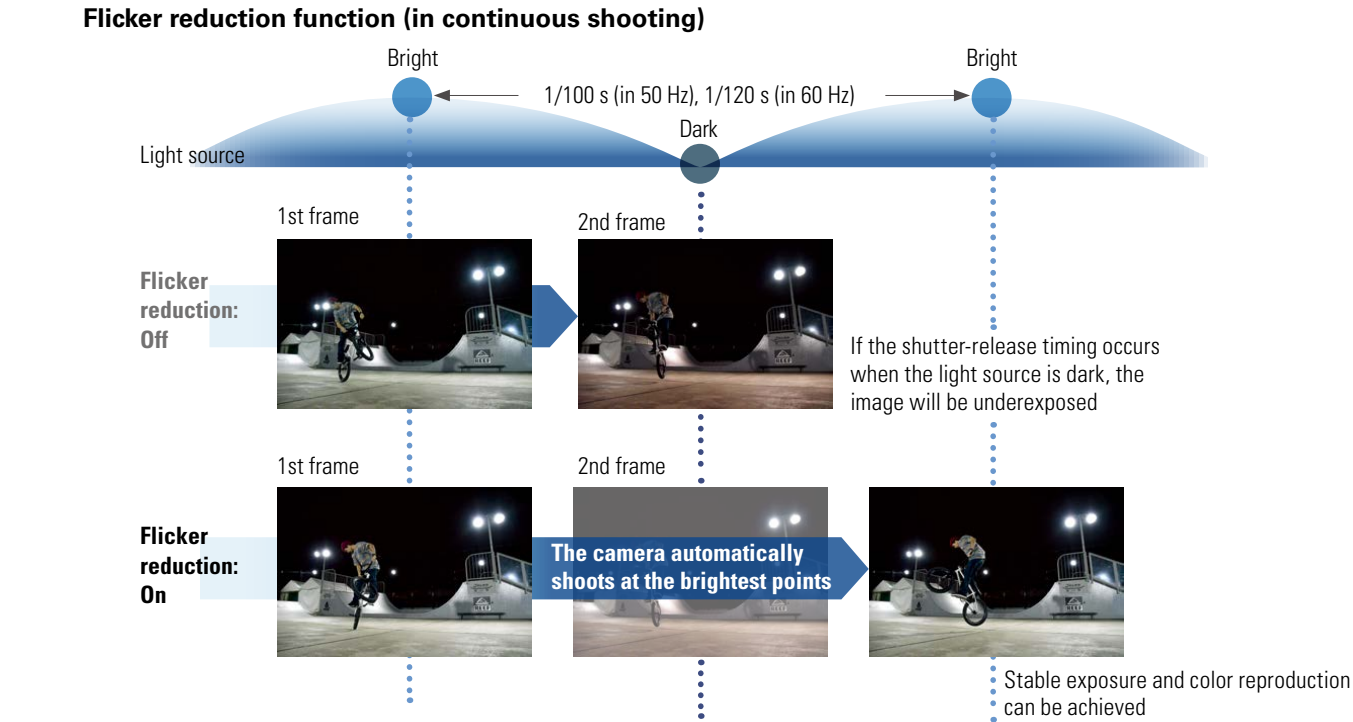 Flicker reduction function (in continuous shooting)
Bright
Bright
1/100 s (in 50 Hz), 1/120 s (in 60 Hz)
Dark
Light source
1st frame
2nd frame
Flicker
reduction:
Off
If the shutter-release timing occurs
when the light source is dark, the
image will be underexposed
1st frame
2nd frame
Flicker
reduction:
On
The camera automatically
shoots at the brightest points
Stable exposure and color reproduction
can be achieved